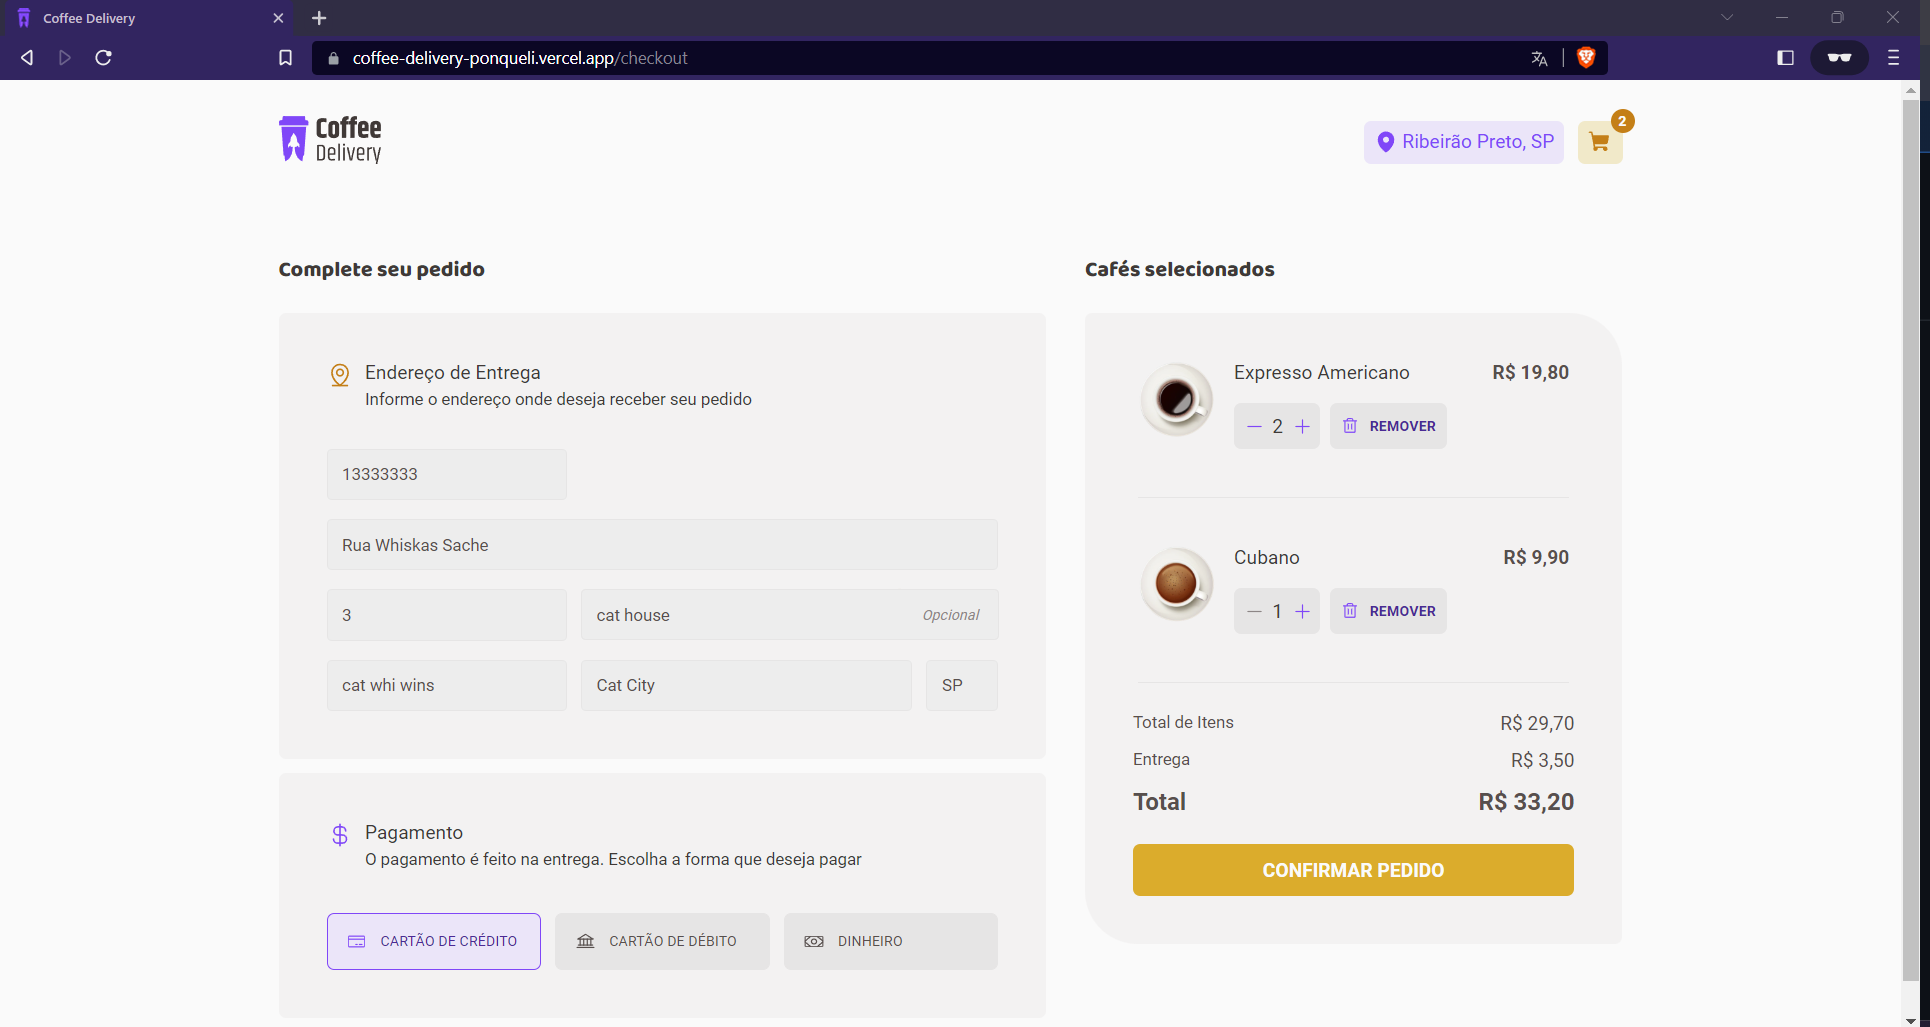 Coffee Delivery
coffee-delivery-ponqueli.vercel.app/checkout
Coffee
Delivery
Ribeirão Preto, SP
2
Complete seu pedido
Endereço de Entrega
Informe o endereço onde deseja receber seu pedido
13333333
Rua Whiskas Sache
3
cat house
Opcional
cat whi wins
Cat City
SP
Pagamento
O pagamento é feito na entrega. Escolha a forma que deseja pagar
CARTÃO DE CRÉDITO
CARTÃO DE DÉBITO
DINHEIRO
Cafés selecionados
Expresso Americano
R$ 19,80
2
REMOVER
Cubano
R$ 9,90
1
REMOVER
Total de Itens
R$ 29,70
Entrega
R$ 3,50
Total
R$ 33,20
CONFIRMAR PEDIDO